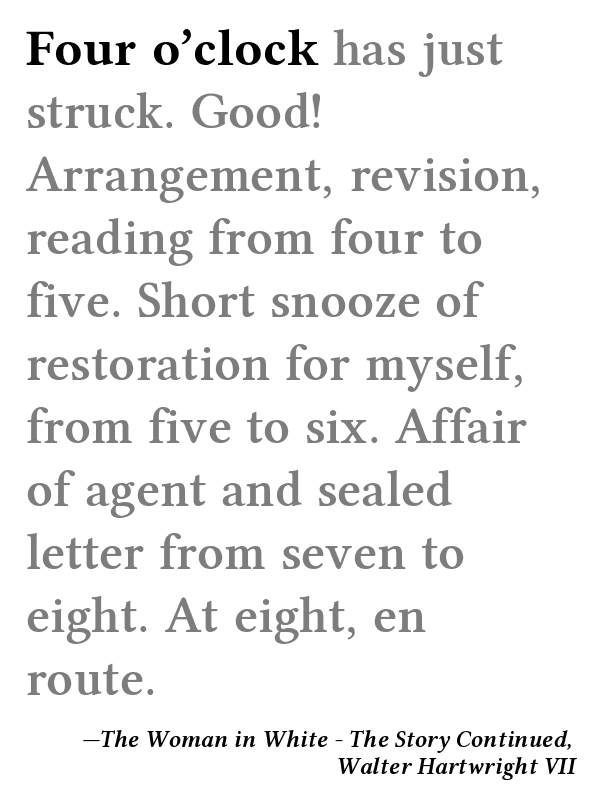 Four o’clock has just
struck. Good!
Arrangement, revision,
reading from four to
five. Short snooze of
restoration for myself,
from five to six. Affair
of agent and sealed
letter from seven to
eight. At eight, en
route.
—The Woman in White - The Story Continued,
Walter Hartwright VII